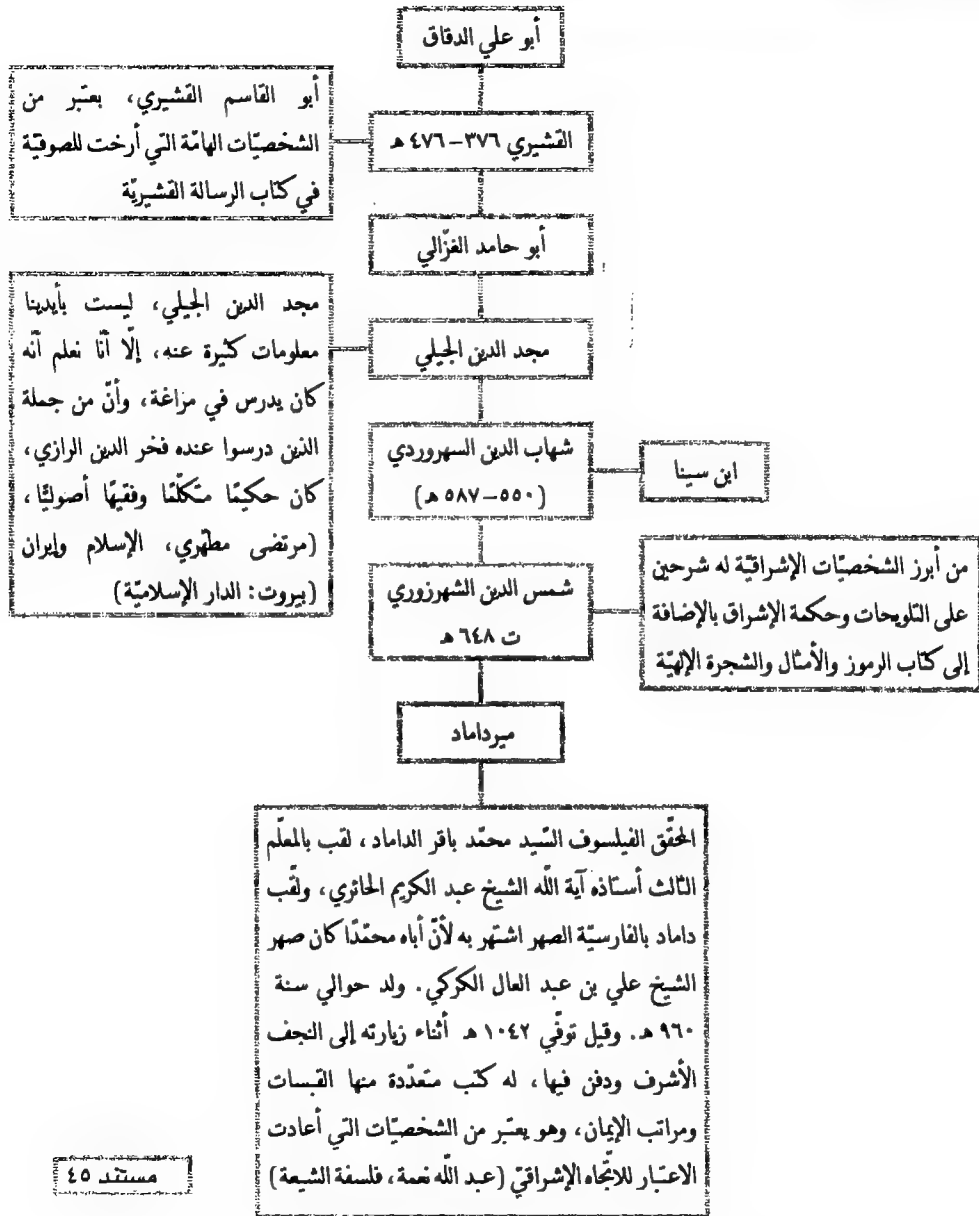 أبو علي الدقاق
القشيري ٣٧٦-٤٧٦ هـ
أبو القاسم القشيري، يعتبر من
الشخصيّات الهامّة التي أرخت للصوفيّة
في كتاب الرسالة القشيريّة
أبو حامد الغزّالي
مجد الدين الجيلي
مجد الدين الجيلي، ليست بأيدينا
معلومات كثيرة عنه، إلّا أنّا نعلم أنّه
كان يدرس في مراغة، وأنّ من جملة
الذين درسوا عنده فخر الدين الرازي،
كان حكيمًا متكلّمًا وفقيهًا أصوليًّا،
(مرتضى مطهّري، الإسلام وإيران
(بيروت: الدار الإسلاميّة)
شهاب الدين السهروردي
(٥٥٠-٥٨٧ هـ)
ابن سينا
شمس الدين الشهرزوري
ت ٦٤٨ هـ
من أبرز الشخصيّات الإشراقيّة له شرحين
على التلويحات وحكمة الإشراق بالإضافة
إلى كتاب الرموز والأمثال والشجرة الإلهيّة
ميرداماد
المحقّق الفيلسوف السّيد محمّد باقر الداماد، لقب بالمعلّم
الثالث أستاذه آية اللّه الشيخ عبد الكريم الحائري، ولقّب
داماد بالفارسيّة الصهر اشتهر به لأنّ أباه محمّدًا كان صهر
الشيخ علي بن عبد العال الكركي. ولد حوالي سنة
٩٦٠ هـ. وقيل توفّي ١٠٤٢ هـ أثناء زيارته إلى النجف
الأشرف ودفن فيها، له كتب متعدّدة منها القبسات
ومراتب الإيمان، وهو يعتبر من الشخصيّات التي أعادت
الاعتبار للاتّجاه الإشراقيّ (عبد اللّه نعمة، فلسفة الشيعة)
مستند ٤٥